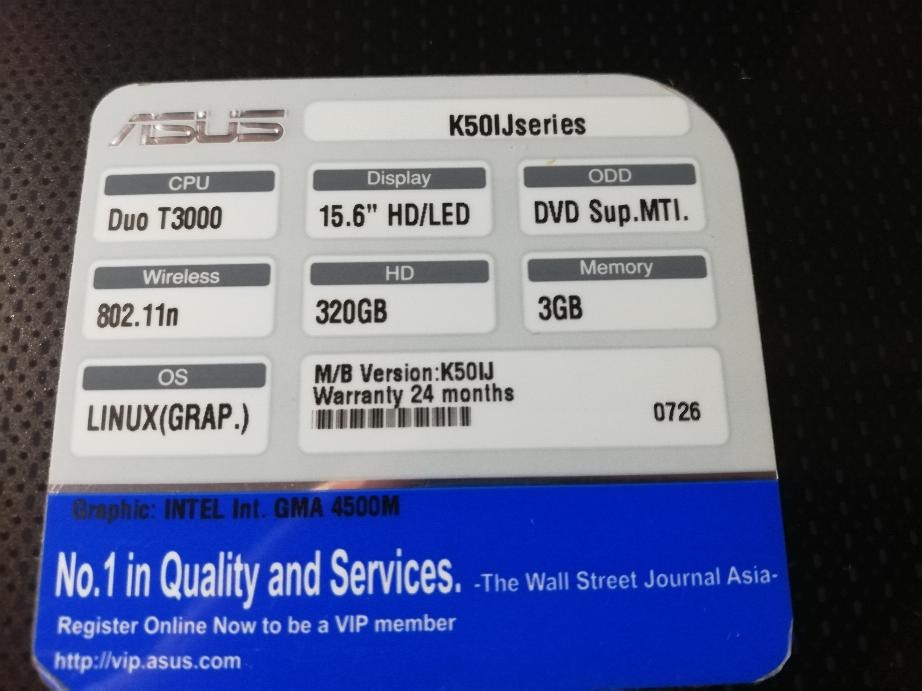 ASUS
K50IJseries
CPU
Duo T3000
Display
15.6" HD/LED
ODD
DVD Sup.MTI.
Wireless
802.11n
HD
320GB
Memory
3GB
OS
LINUX(GRAP.)
M/B Version:K50IJ
Warranty 24 months
0726
Graphic: INTEL Int. GMA 4500M
No.1 in Quality and Services. -The Wall Street Journal Asia-
Register Online Now to be a VIP member
http://vip.asus.com